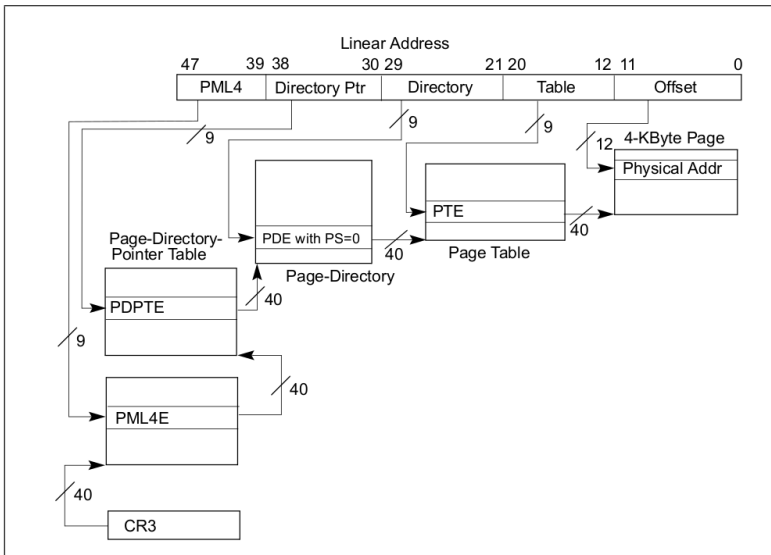 Linear Address
47 39 38 30 29 21 20 12 11 0
PML4 Directory Ptr Directory Table Offset
9 9 9 12 4-KByte Page
Physical Addr
PTE
40
Page Table
PDE with PS=0
40
Page-Directory
Page-Directory-
Pointer Table
PDPTE
40
9
40
PML4E
40
CR3